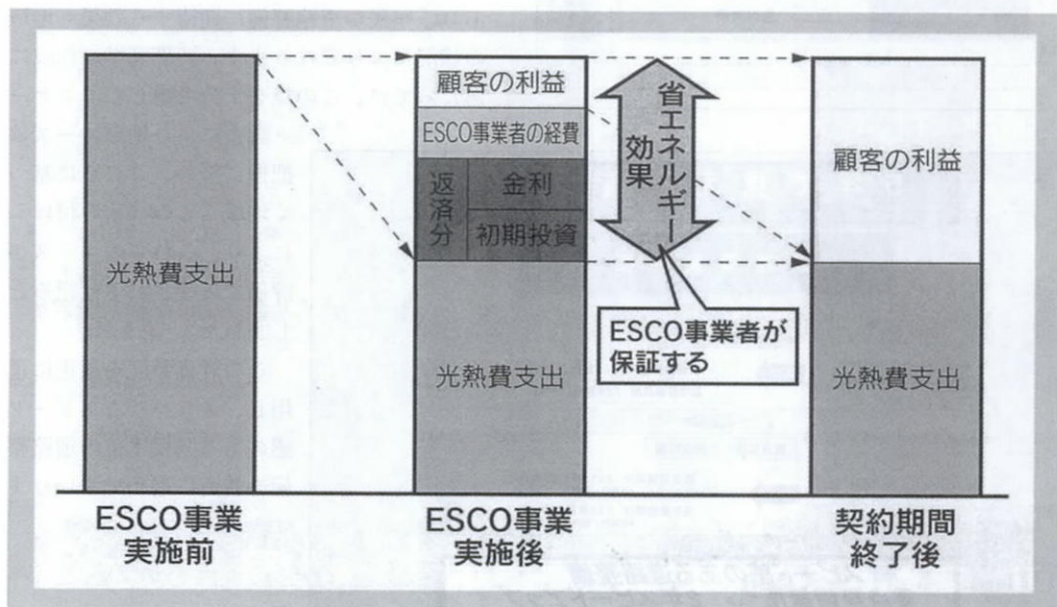 顧客の利益
ESCO事業者の経費
返済分
金利
初期投資
光熱費支出
省エネルギー
効果
ESCO事業者が
保証する
光熱費支出
顧客の利益
光熱費支出
ESCO事業
実施前
ESCO事業
実施後
契約期間
終了後